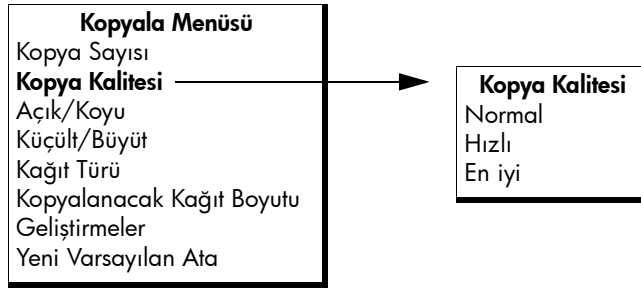 Kopyala Menüsü
Kopya Sayısı
Kopya Kalitesi
Açık/Koyu
Küçült/Büyüt
Kağıt Türü
Kopyalanacak Kağıt Boyutu
Geliştirmeler
Yeni Varsayılan Ata
Kopya Kalitesi
Normal
Hızlı
En iyi